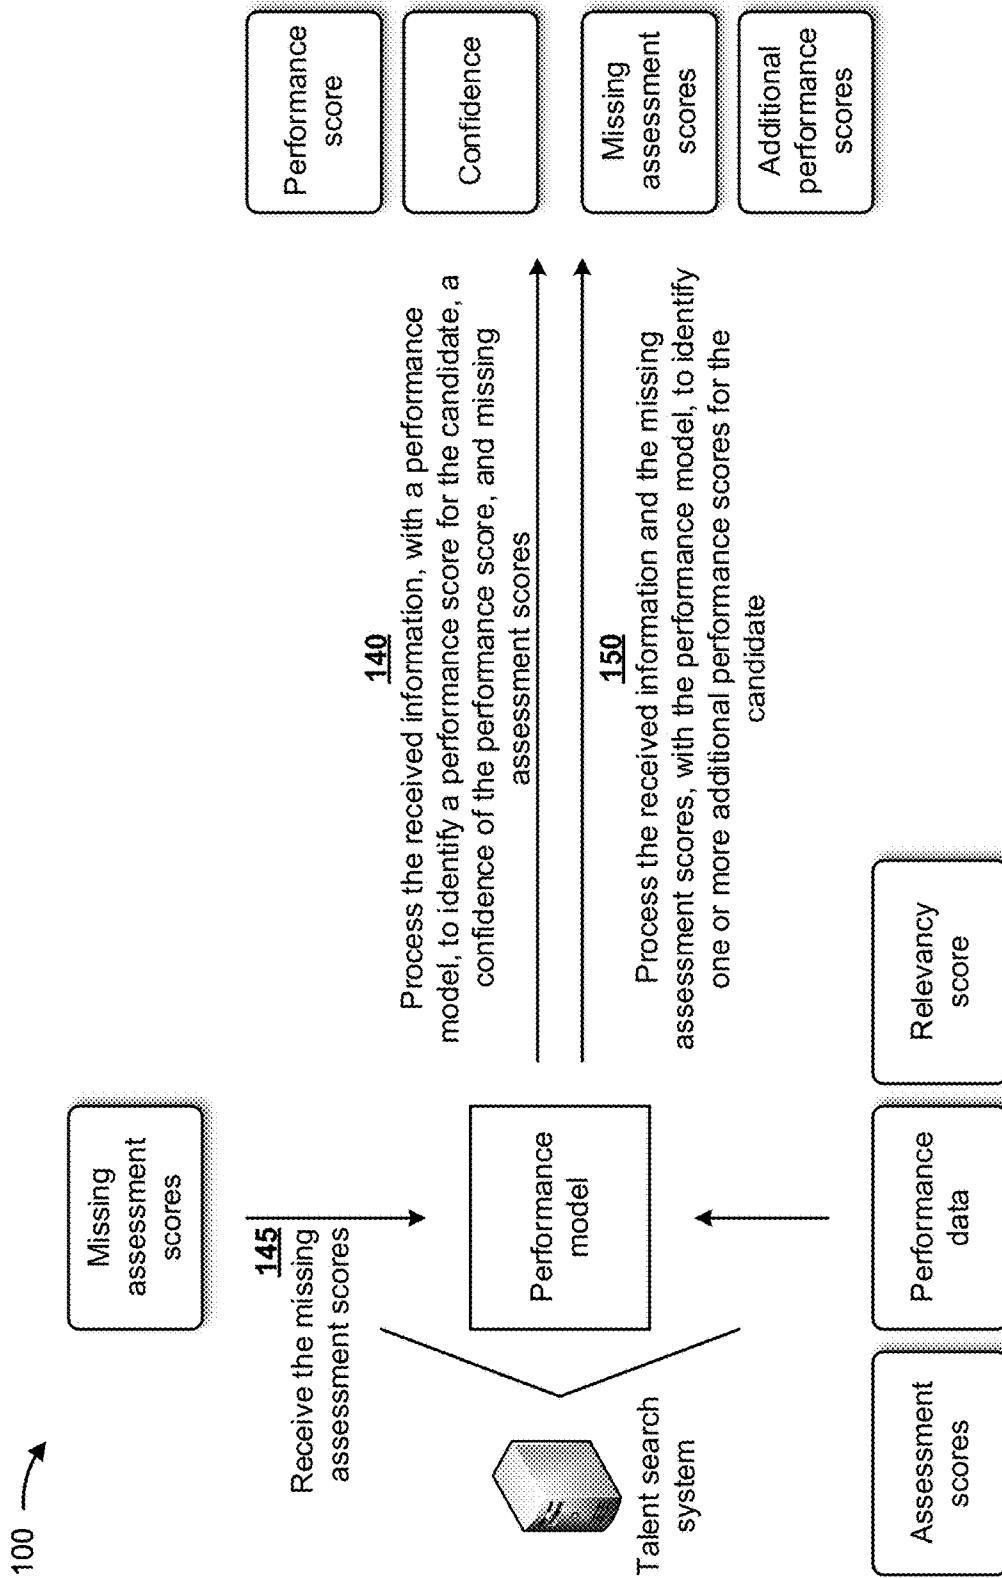 100
Missing
assessment
scores
145
Receive the missing
assessment scores
Talent search
system
Performance
model
Assessment
scores
Performance
data
Relevancy
score
140
Process the received information, with a performance
model, to identify a performance score for the candidate, a
confidence of the performance score, and missing
assessment scores
150
Process the received information and the missing
assessment scores, with the performance model, to identify
one or more additional performance scores for the
candidate
Performance
score
Confidence
Missing
assessment
scores
Additional
performance
scores